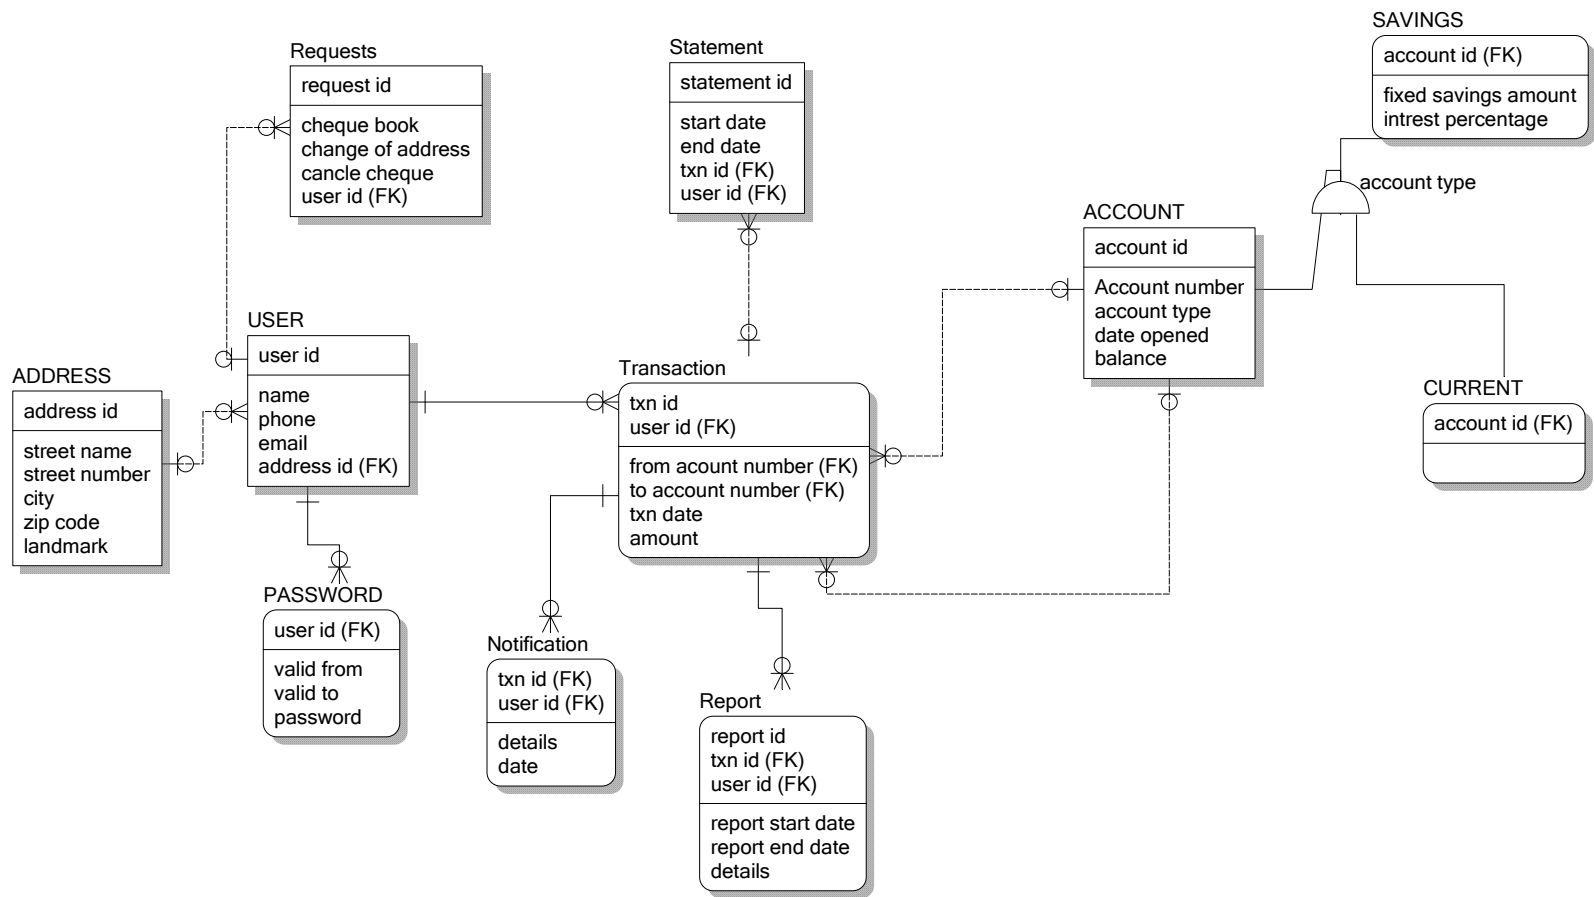 SAVINGS
account id (FK)
fixed savings amount
intrest percentage
account type
Requests
request id
cheque book
change of address
cancle cheque
user id (FK)
Statement
statement id
start date
end date
txn id (FK)
user id (FK)
ACCOUNT
account id
Account number
account type
date opened
balance
USER
user id
name
phone
email
address id (FK)
ADDRESS
address id
street name
street number
city
zip code
landmark
Transaction
txn id
user id (FK)
from acount number (FK)
to account number (FK)
txn date
amount
CURRENT
account id (FK)
PASSWORD
user id (FK)
valid from
valid to
password
Notification
txn id (FK)
user id (FK)
details
date
Report
report id
txn id (FK)
user id (FK)
report start date
report end date
details